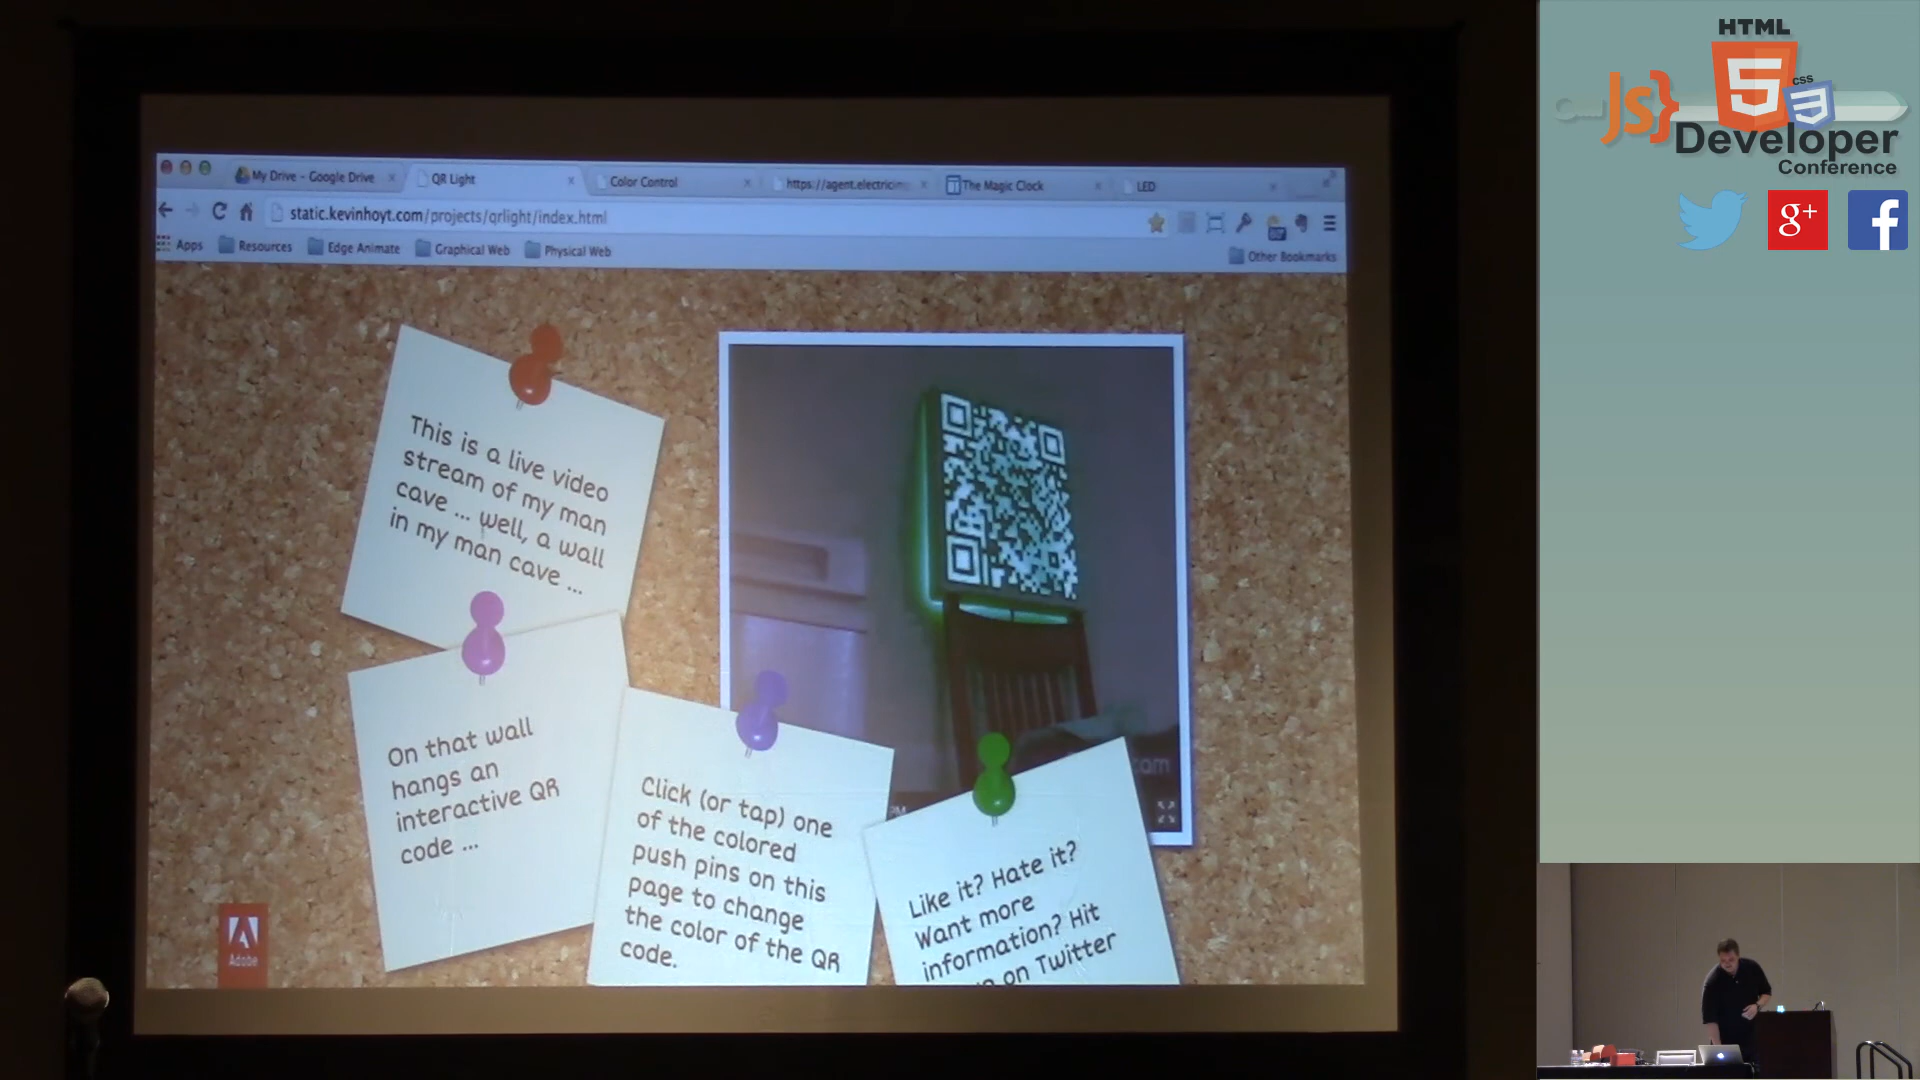 My Drive - Google Drive
QR Light
Color Control
https://agent.electricim
The Magic Clock
LED
static.kevinhoyt.com/projects/qrlight/index.html
Apps
Resources
Edge Animate
Graphical Web
Physical Web
Other Bookmarks
This is a live video
stream of my man
cave ... well, a wall
in my man cave ...
On that wall
hangs an
interactive QR
code ...
Click (or tap) one
of the colored
push pins on this
page to change
the color of the QR
code.
Like it? Hate it?
Want more
information? Hit
on Twitter
Adobe
HTML
JS}
5
CSS
3
Developer
Conference
g+
f